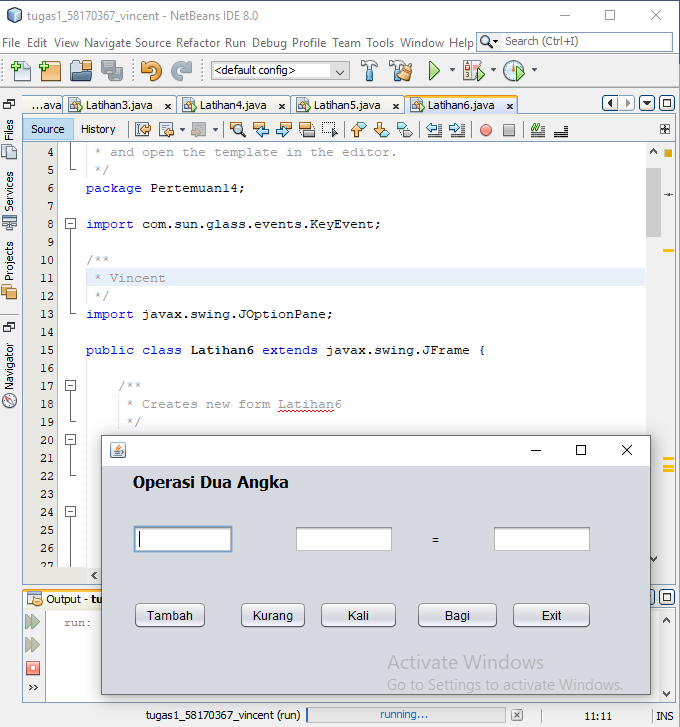 tugas1_58170367_vincent - NetBeans IDE 8.0
File Edit View Navigate Source Refactor Run Debug Profile Team Tools Window Help Search (Ctrl+I)
<default config>
...ava Latihan3.java Latihan4.java Latihan5.java Latihan6.java
Source History
Files
Services
Projects
Navigator
4 * and open the template in the editor.
5 */
6 package Pertemuan14;
7
8 import com.sun.glass.events.KeyEvent;
9
10 /**
11 * Vincent
12 */
13 import javax.swing.JOptionPane;
14
15 public class Latihan6 extends javax.swing.JFrame {
16
17 /**
18 * Creates new form Latihan6
19 */
20
21
22
23
24
25
26
27
Operasi Dua Angka
=
Tambah Kurang Kali Bagi Exit
Output - tu
run:
Activate Windows
Go to Settings to activate Windows.
tugas1_58170367_vincent (run) running... 11:11 INS